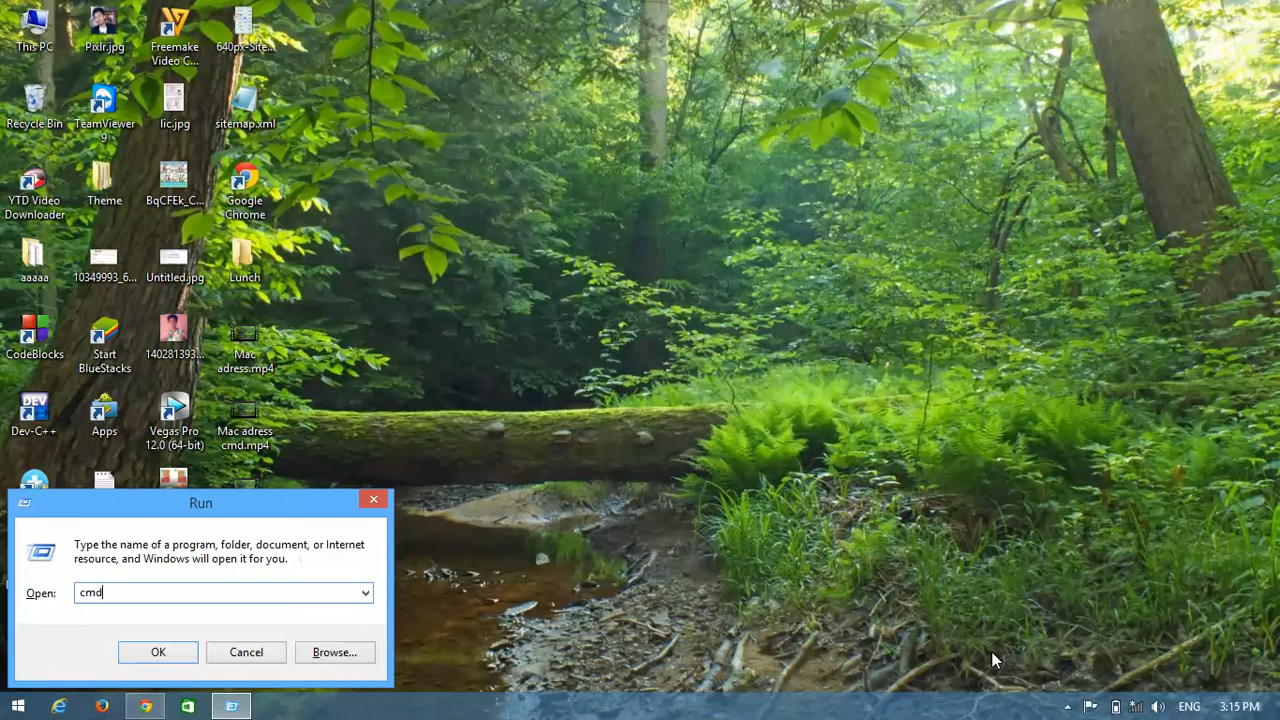 This PC
Pixlr.jpg
Freemake
Video C...
640px-Site...
Recycle Bin
TeamViewer
9
lic.jpg
sitemap.xml
YTD Video
Downloader
Theme
BqCFEk_C...
Google
Chrome
aaaaa
10349993_6...
Untitled.jpg
Lunch
CodeBlocks
Start
BlueStacks
140281393...
Mac
adress.mp4
DEV
Dev-C++
Apps
Vegas Pro
12.0 (64-bit)
Mac adress
cmd.mp4
Run
Type the name of a program, folder, document, or Internet
resource, and Windows will open it for you.
Open:
cmd
OK
Cancel
Browse...
ENG
3:15 PM